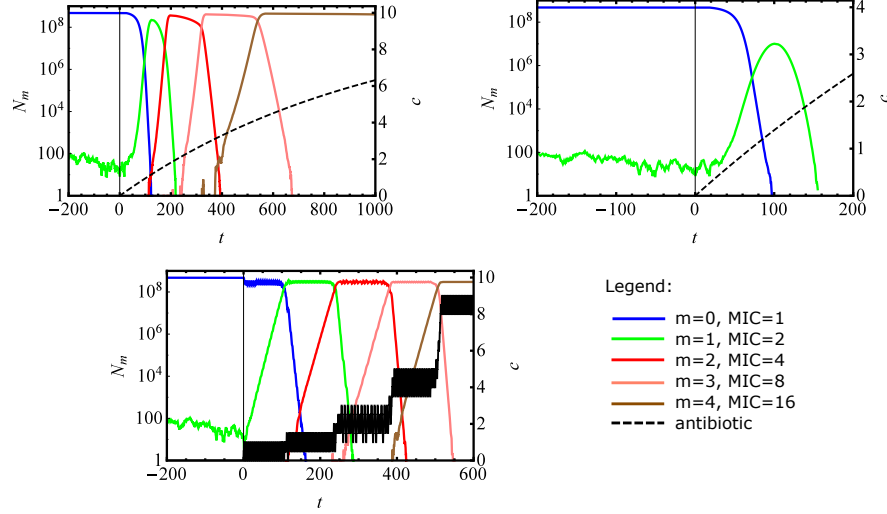 10⁸
10⁶
10⁴
100
1
N_m
-200 0 200 400 600 800 1000
t
0 2 4 6 8 10
c
10⁸
10⁶
10⁴
100
1
N_m
-200 -100 0 100 200
t
0 1 2 3 4
c
10⁸
10⁶
10⁴
100
1
N_m
-200 0 200 400 600
t
0 2 4 6 8 10
c
Legend:
m=0, MIC=1
m=1, MIC=2
m=2, MIC=4
m=3, MIC=8
m=4, MIC=16
antibiotic